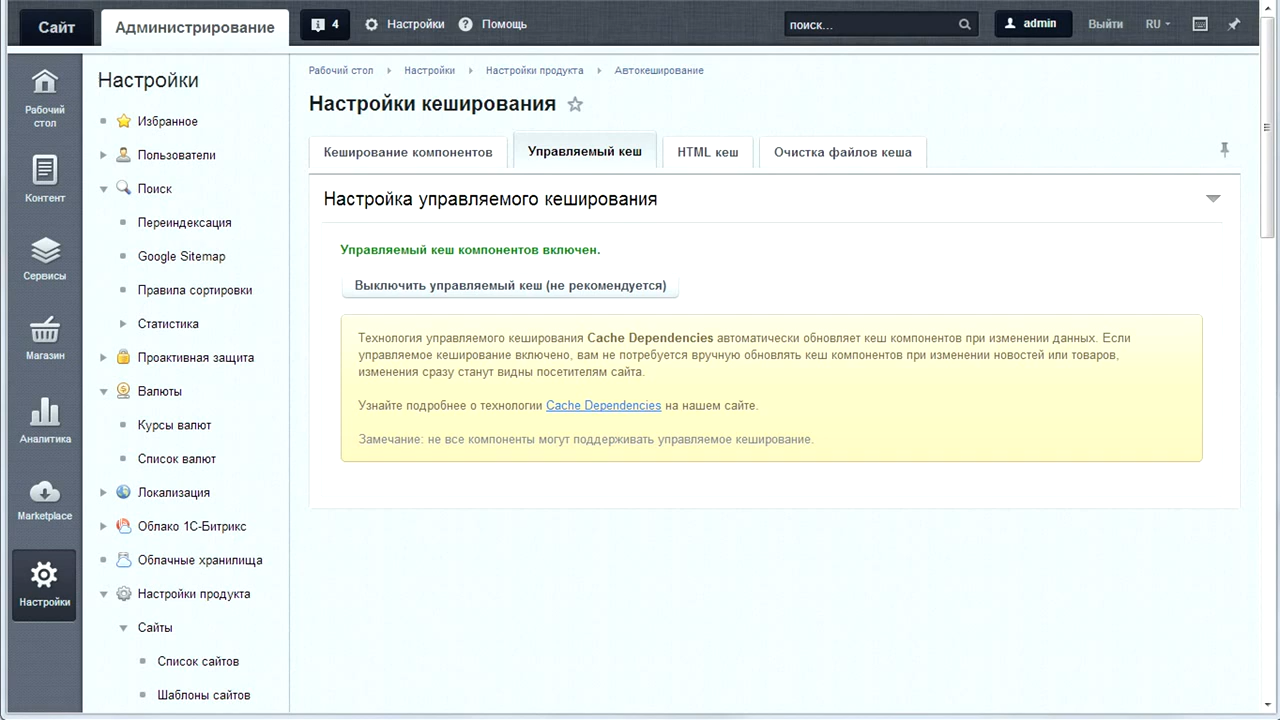 Сайт
Администрирование
4
Настройки
Помощь
поиск...
admin
Выйти
RU
Рабочий стол
Контент
Сервисы
Магазин
Аналитика
Marketplace
Настройки
Настройки
Избранное
Пользователи
Поиск
Переиндексация
Google Sitemap
Правила сортировки
Статистика
Проактивная защита
Валюты
Курсы валют
Список валют
Локализация
Облако 1С-Битрикс
Облачные хранилища
Настройки продукта
Сайты
Список сайтов
Шаблоны сайтов
Рабочий стол Настройки Настройки продукта Автокеширование
Настройки кеширования
Кеширование компонентов
Управляемый кеш
HTML кеш
Очистка файлов кеша
Настройка управляемого кеширования
Управляемый кеш компонентов включен.
Выключить управляемый кеш (не рекомендуется)
Технология управляемого кеширования Cache Dependencies автоматически обновляет кеш компонентов при изменении данных. Если
управляемое кеширование включено, вам не потребуется вручную обновлять кеш компонентов при изменении новостей или товаров,
изменения сразу станут видны посетителям сайта.
Узнайте подробнее о технологии Cache Dependencies на нашем сайте.
Замечание: не все компоненты могут поддерживать управляемое кеширование.